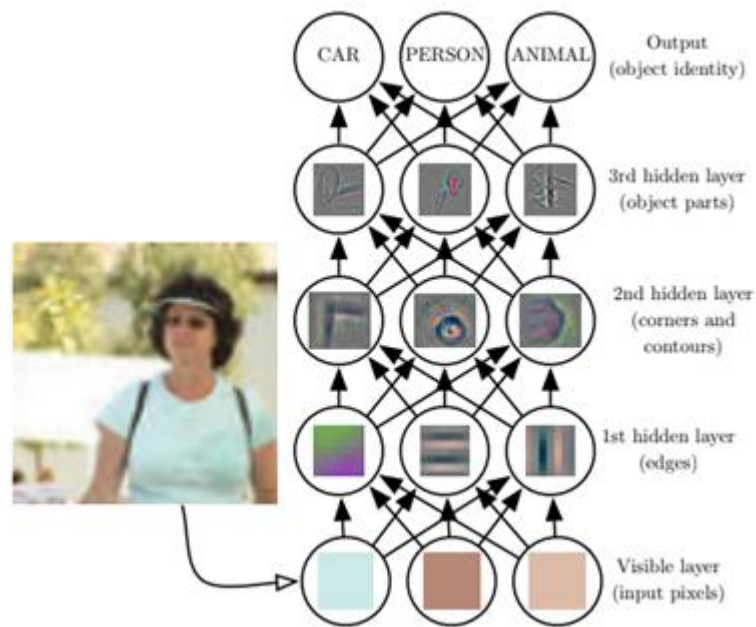 CAR
PERSON
ANIMAL
Output
(object identity)
3rd hidden layer
(object parts)
2nd hidden layer
(corners and
contours)
1st hidden layer
(edges)
Visible layer
(input pixels)